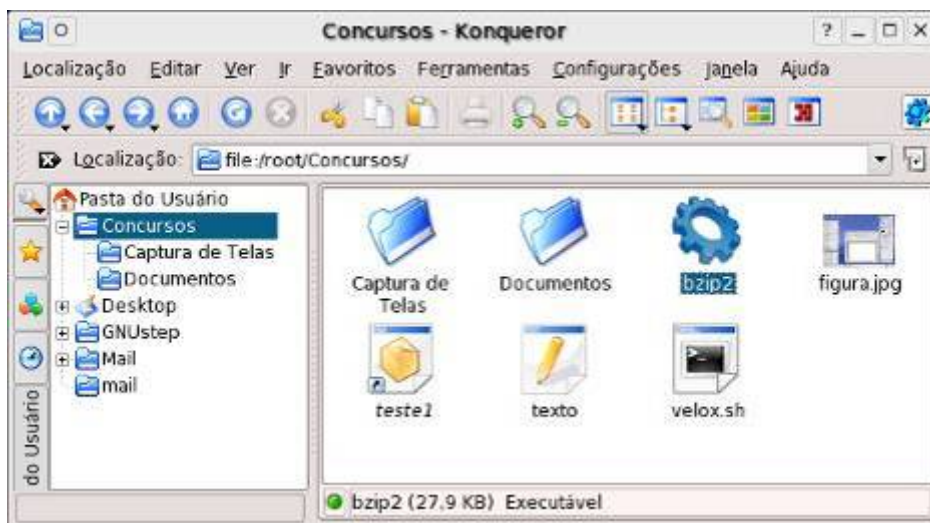 Concursos - Konqueror
Localização Editar Ver Ir Favoritos Ferramentas Configurações Janela Ajuda
Localização: file:/root/Concursos/
Pasta do Usuário
Concursos
Captura de Telas
Documentos
Desktop
GNUstep
Mail
mail
do Usuário
Captura de
Telas
Documentos
bzip2
figura.jpg
teste1
texto
velox.sh
bzip2 (27,9 KB) Executável